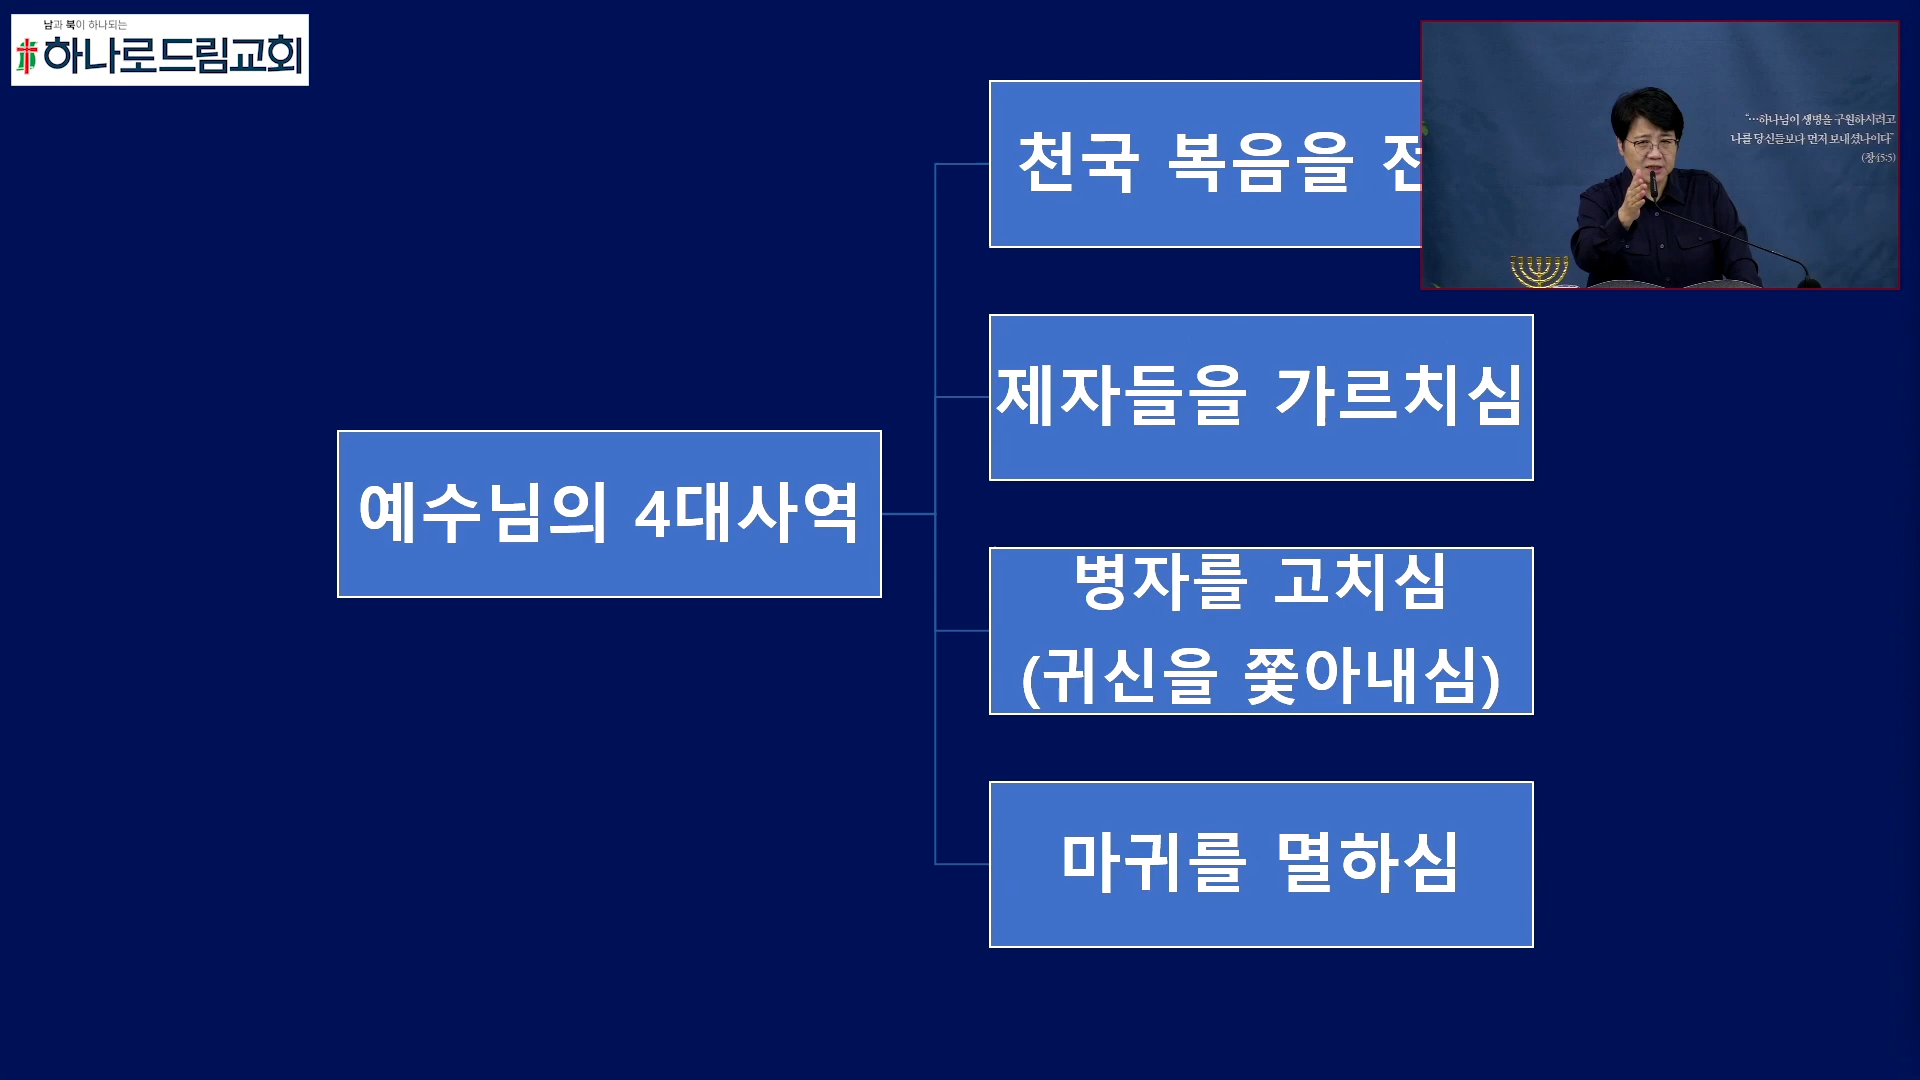 남과 북이 하나되는
하나로드림교회
"…하나님이 생명을 구원하시려고
나를 당신들보다 먼저 보내셨나이다"
(창45:5)
천국 복음을
제자들을 가르치심
예수님의 4대사역
병자를 고치심
(귀신을 쫓아내심)
마귀를 멸하심